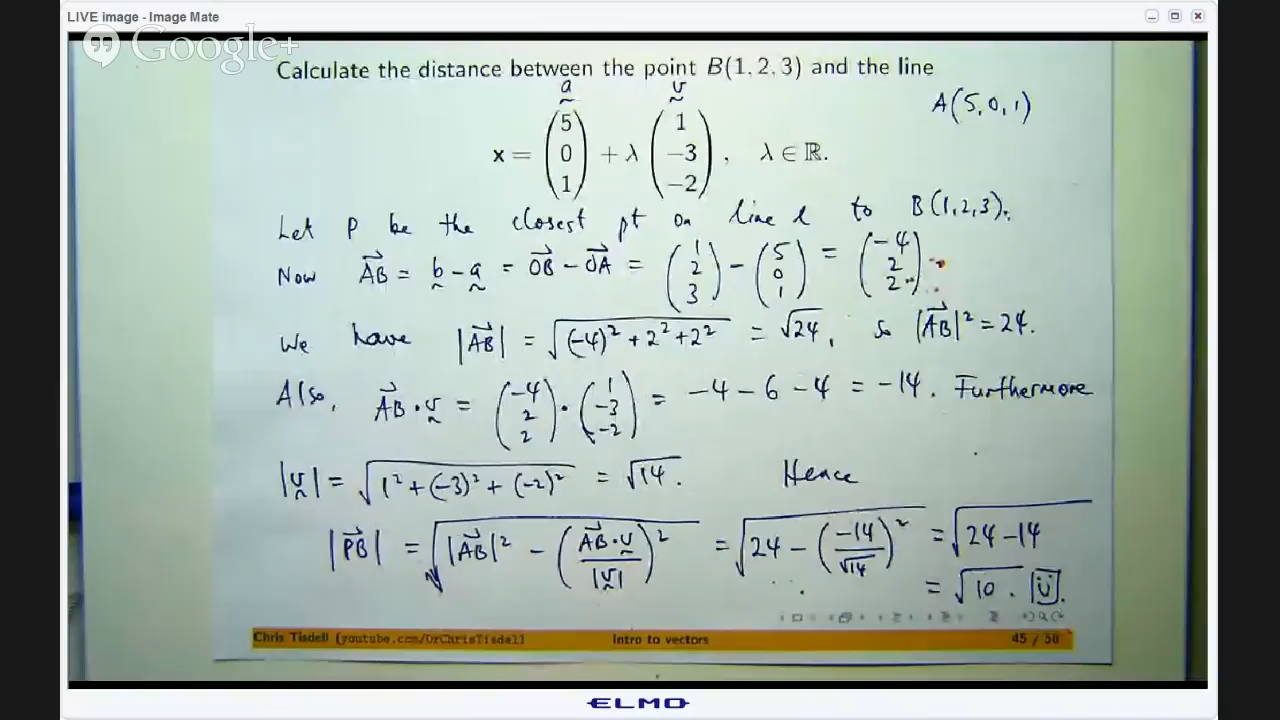 LIVE image - Image Mate
Google+
Calculate the distance between the point B(1, 2, 3) and the line
a v A(5, 0, 1)
x = (5 0 1) + λ (1 −3 −2), λ ∈ ℝ.
Let P be the closest pt on line l to B(1,2,3).
Now AB→ = b − a = OB→ − OA→ = (1 2 3) − (5 0 1) = (−4 2 2).
We have |AB→| = √((−4)² + 2² + 2²) = √24, so |AB→|² = 24.
Also, AB→ · v = (−4 2 2) · (1 −3 −2) = −4 − 6 − 4 = −14. Furthermore
|v| = √(1² + (−3)² + (−2)²) = √14. Hence
|PB→| = √(|AB→|² − (AB→ · v / |v|)²) = √(24 − (−14/√14)²) = √(24 − 14)
= √10. Ü.
Chris Tisdell (youtube.com/DrChrisTisdell Intro to vectors 45 / 50
ELMO